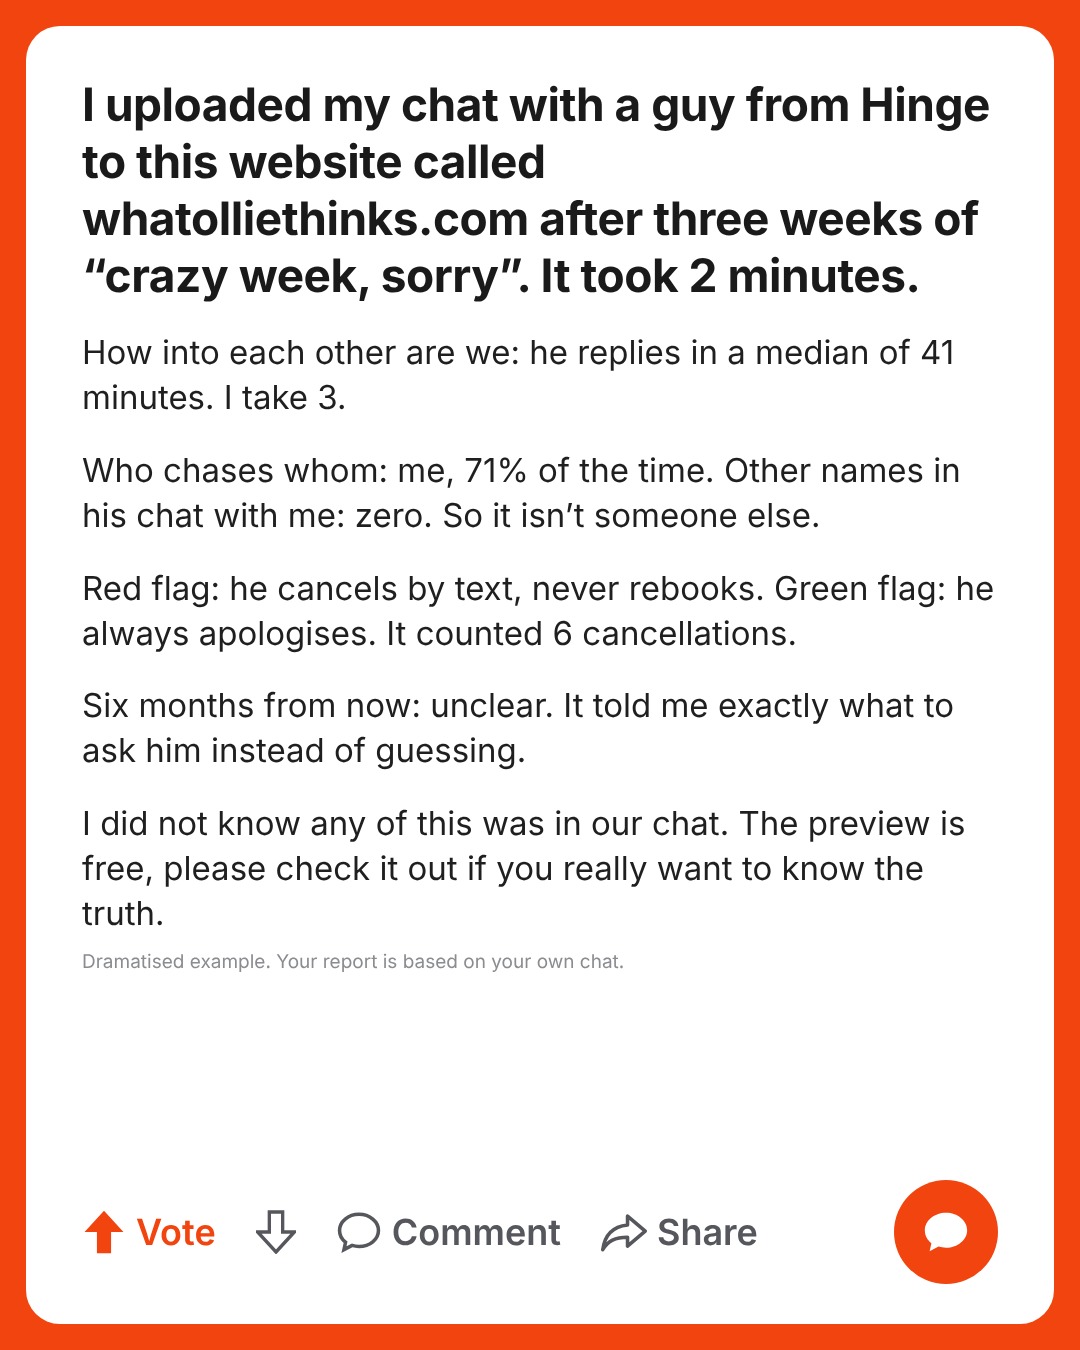 I uploaded my chat with a guy from Hinge
to this website called
whatolliethinks.com after three weeks of
“crazy week, sorry”. It took 2 minutes.
How into each other are we: he replies in a median of 41
minutes. I take 3.
Who chases whom: me, 71% of the time. Other names in
his chat with me: zero. So it isn’t someone else.
Red flag: he cancels by text, never rebooks. Green flag: he
always apologises. It counted 6 cancellations.
Six months from now: unclear. It told me exactly what to
ask him instead of guessing.
I did not know any of this was in our chat. The preview is
free, please check it out if you really want to know the
truth.
Dramatised example. Your report is based on your own chat.
Vote Comment Share